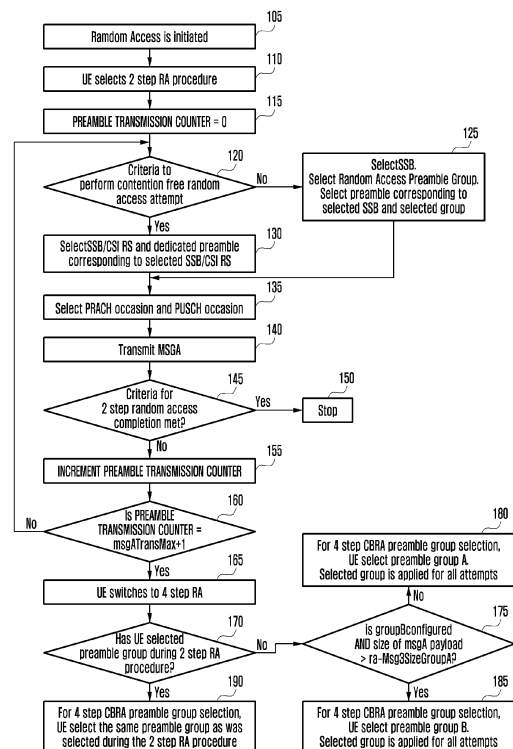 105
Ramdom Access is initiated
110
UE selects 2 step RA procedure
115
PREAMBLE TRANSMISSION COUNTER = 0
120
Criteria to
perform contention free random
access attempt
No
Yes
125
SelectSSB.
Select Random Access Preamble Group.
Select preamble corresponding to
selected SSB and selected group
130
SelectSSB/CSI RS and dedicated preamble
corresponding to selected SSB/CSI RS
135
Select PRACH occasion and PUSCH occasion
140
Transmit MSGA
145
Criteria for
2 step random access
completion met?
Yes
No
150
Stop
155
INCREMENT PREAMBLE TRANSMISSION COUNTER
160
is PREAMBLE
TRANSMISSION COUNTER =
msgATransMax+1
No
Yes
165
UE switches to 4 step RA
170
Has UE selected
preamble group during 2 step RA
procedure?
No
Yes
175
is groupBconfigured
AND size of msgA payload
> ra-Msg3SizeGroupA?
No
Yes
180
For 4 step CBRA preamble group selection,
UE select preamble group A.
Selected group is applied for all attempts
185
For 4 step CBRA preamble group selection,
UE select preamble group B.
Selected group is applied for all attempts
190
For 4 step CBRA preamble group selection,
UE select the same preamble group as was
selected during the 2 step RA procedure